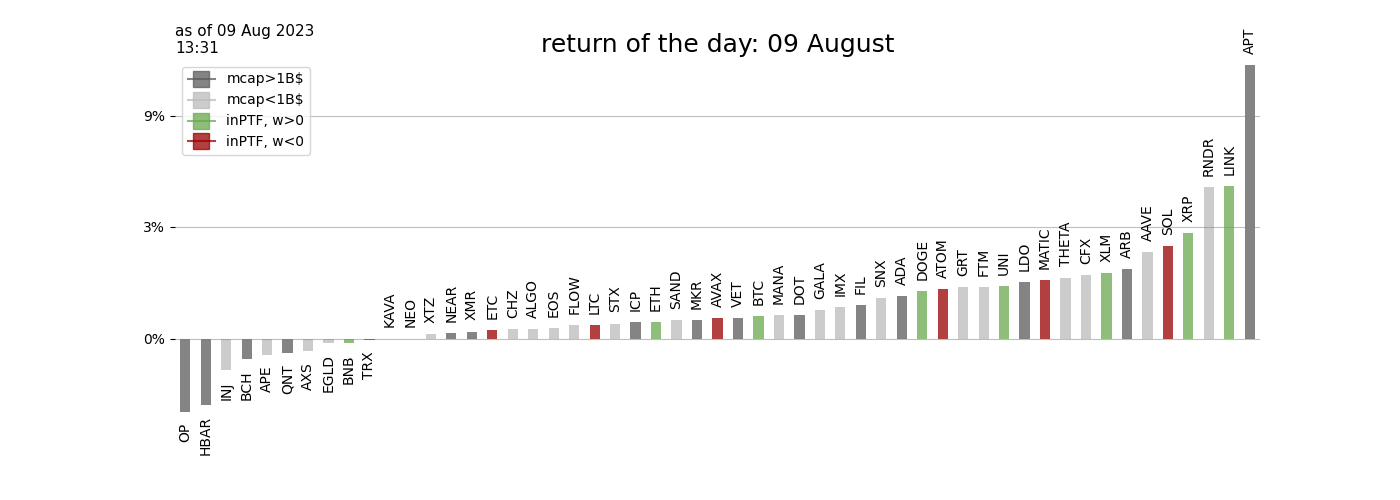 as of 09 Aug 2023
13:31
return of the day: 09 August
mcap>1B$
mcap<1B$
inPTF, w>0
inPTF, w<0
9%
3%
0%
OP
HBAR
INJ
BCH
APE
QNT
AXS
EGLD
BNB
TRX
KAVA
NEO
XTZ
NEAR
XMR
ETC
CHZ
ALGO
EOS
FLOW
LTC
STX
ICP
ETH
SAND
MKR
AVAX
VET
BTC
MANA
DOT
GALA
IMX
FIL
SNX
ADA
DOGE
ATOM
GRT
FTM
UNI
LDO
MATIC
THETA
CFX
XLM
ARB
AAVE
SOL
XRP
RNDR
LINK
APT